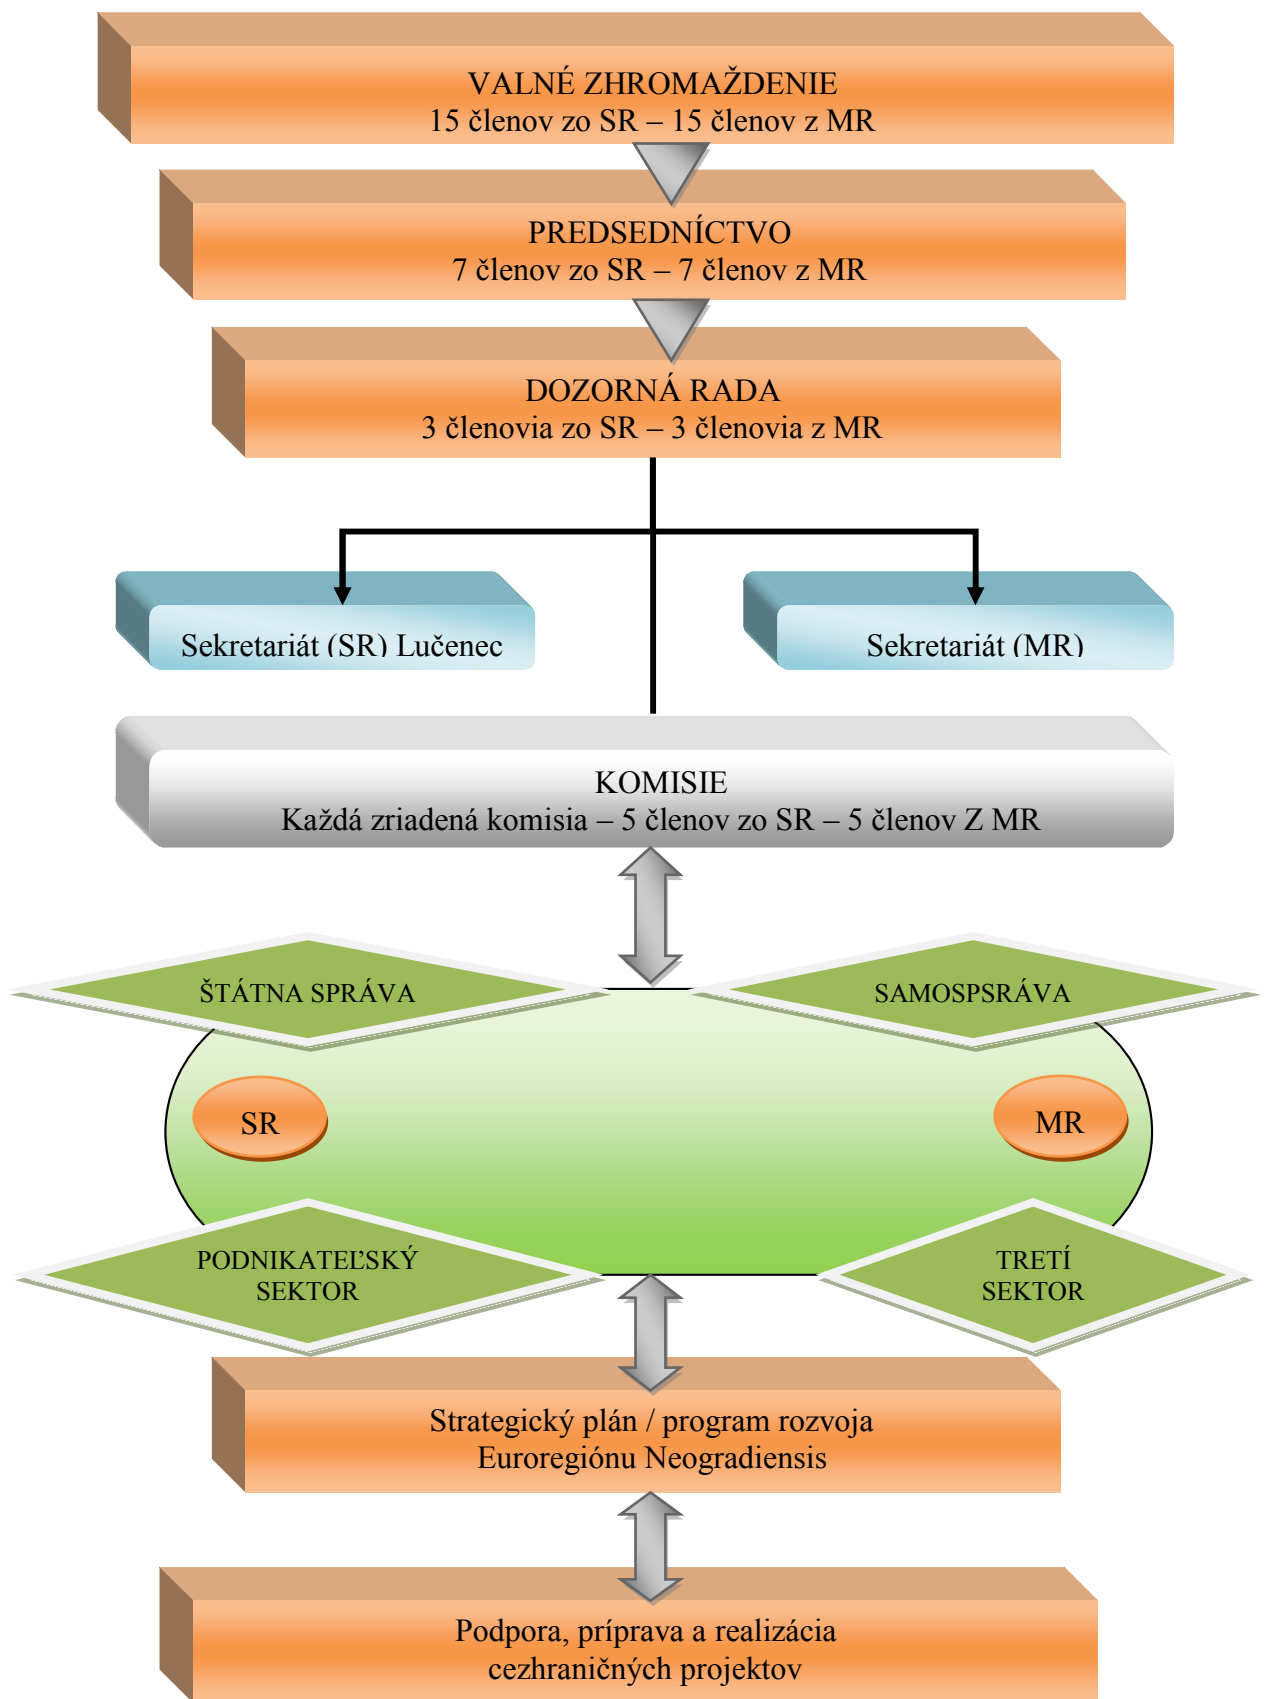 VALNÉ ZHROMAŽDENIE
15 členov zo SR – 15 členov z MR
PREDSEDNÍCTVO
7 členov zo SR – 7 členov z MR
DOZORNÁ RADA
3 členovia zo SR – 3 členovia z MR
Sekretariát (SR) Lučenec
Sekretariát (MR)
KOMISIE
Každá zriadená komisia – 5 členov zo SR – 5 členov Z MR
ŠTÁTNA SPRÁVA
SAMOSPSRÁVA
SR
MR
PODNIKATEĽSKÝ
SEKTOR
TRETÍ
SEKTOR
Strategický plán / program rozvoja
Euroregiónu Neogradiensis
Podpora, príprava a realizácia
cezhraničných projektov